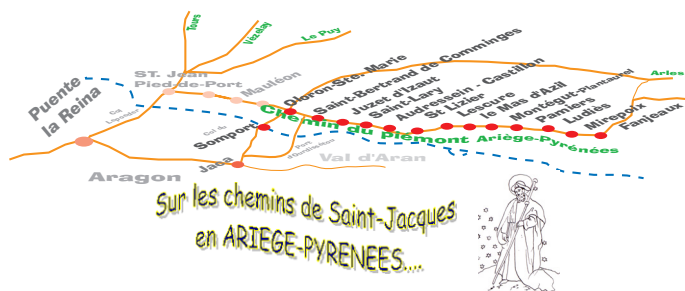 Tours
Vézelay
Le Puy
Arles
ST. Jean
Pied-de-Port
Mauléon
Oloron-Ste. Marie
Saint-Bertrand de Comminges
Juzet d'Izaut
Saint-Lary
Audressein - Castillon
St Lizier
Lescure
le Mas d'Azil
Montégut-Plantaurel
Pamiers
Ludiès
Mirepoix
Fanjeaux
Chemin du Piémont Ariège-Pyrénées
Puente
la Reina
Col du
Somport
Jaca
Port
Val d'Aran
Aragon
Sur les chemins de Saint-Jacques
en ARIEGE-PYRENEES....